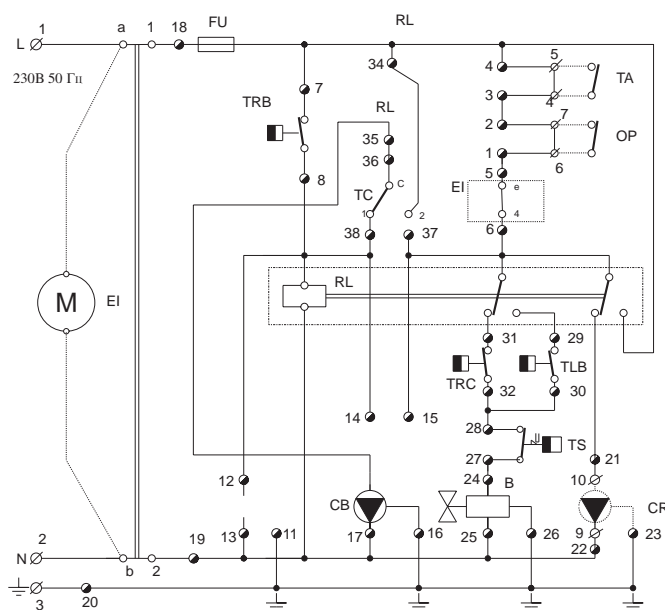 1
L
a
1
18
FU
RL
34
4
5
TA
230В 50 Гц
7
TRB
RL
3
4
2
7
OP
35
36
1
6
8
5
TC
C
EI
e
1
2
4
38
37
6
RL
M
EI
31
29
TRC
TLB
32
30
14
15
28
TS
27
21
12
24
B
10
CB
CR
13
11
17
16
25
26
9
23
22
2
N
b
2
19
3
20